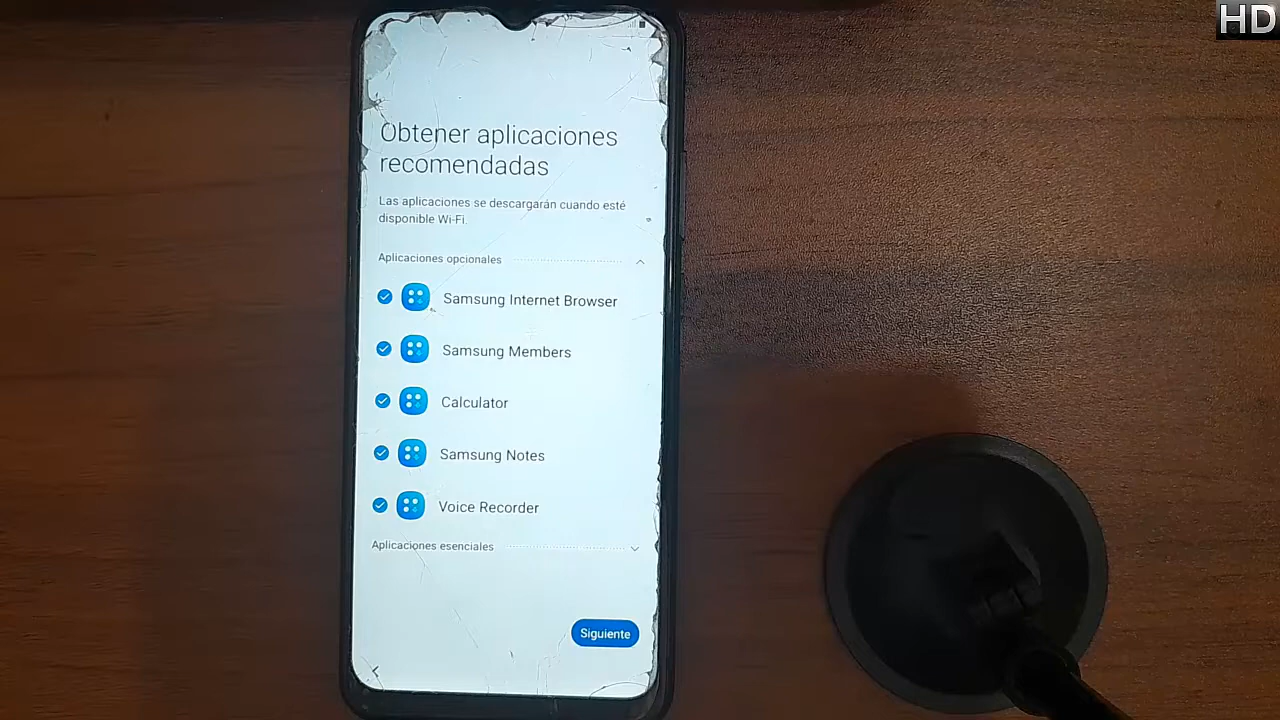 HD
Obtener aplicaciones
recomendadas
Las aplicaciones se descargarán cuando esté
disponible Wi-Fi.
Aplicaciones opcionales
Samsung Internet Browser
Samsung Members
Calculator
Samsung Notes
Voice Recorder
Aplicaciones esenciales
Siguiente